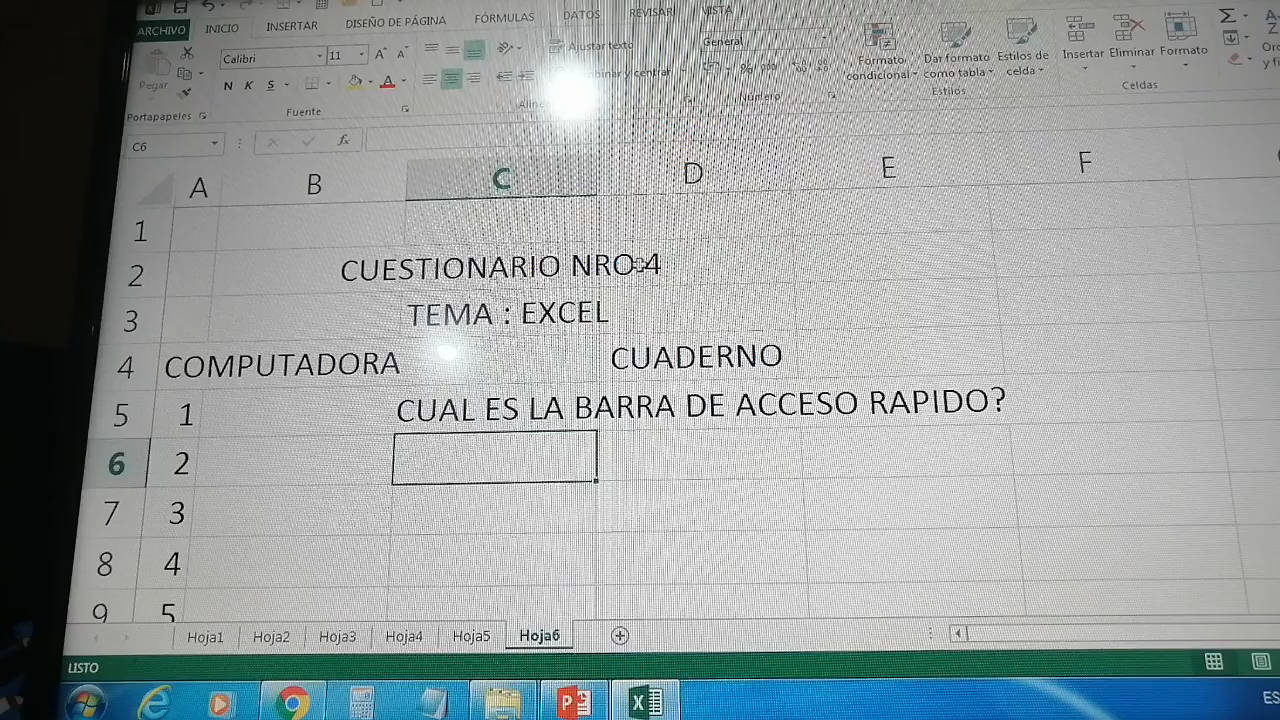 ARCHIVO INICIO INSERTAR DISEÑO DE PÁGINA FÓRMULAS DATOS REVISAR VISTA
Calibri 11 Ajustar texto General
Pegar N K S Formato Dar formato como tabla Estilos de celda Insertar Eliminar Formato
Portapapeles Fuente Número Estilos Celdas
C6 fx
A B C D E F
1
2 CUESTIONARIO NRO 4
3 TEMA : EXCEL
4 COMPUTADORA CUADERNO
5 1 CUAL ES LA BARRA DE ACCESO RAPIDO?
6 2
7 3
8 4
9 5
Hoja1 Hoja2 Hoja3 Hoja4 Hoja5 Hoja6
LISTO
ES